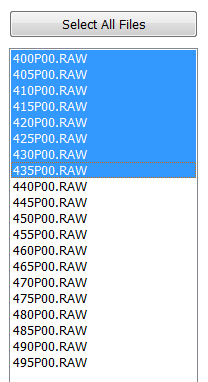 Select All Files
400P00.RAW
405P00.RAW
410P00.RAW
415P00.RAW
420P00.RAW
425P00.RAW
430P00.RAW
435P00.RAW
440P00.RAW
445P00.RAW
450P00.RAW
455P00.RAW
460P00.RAW
465P00.RAW
470P00.RAW
475P00.RAW
480P00.RAW
485P00.RAW
490P00.RAW
495P00.RAW